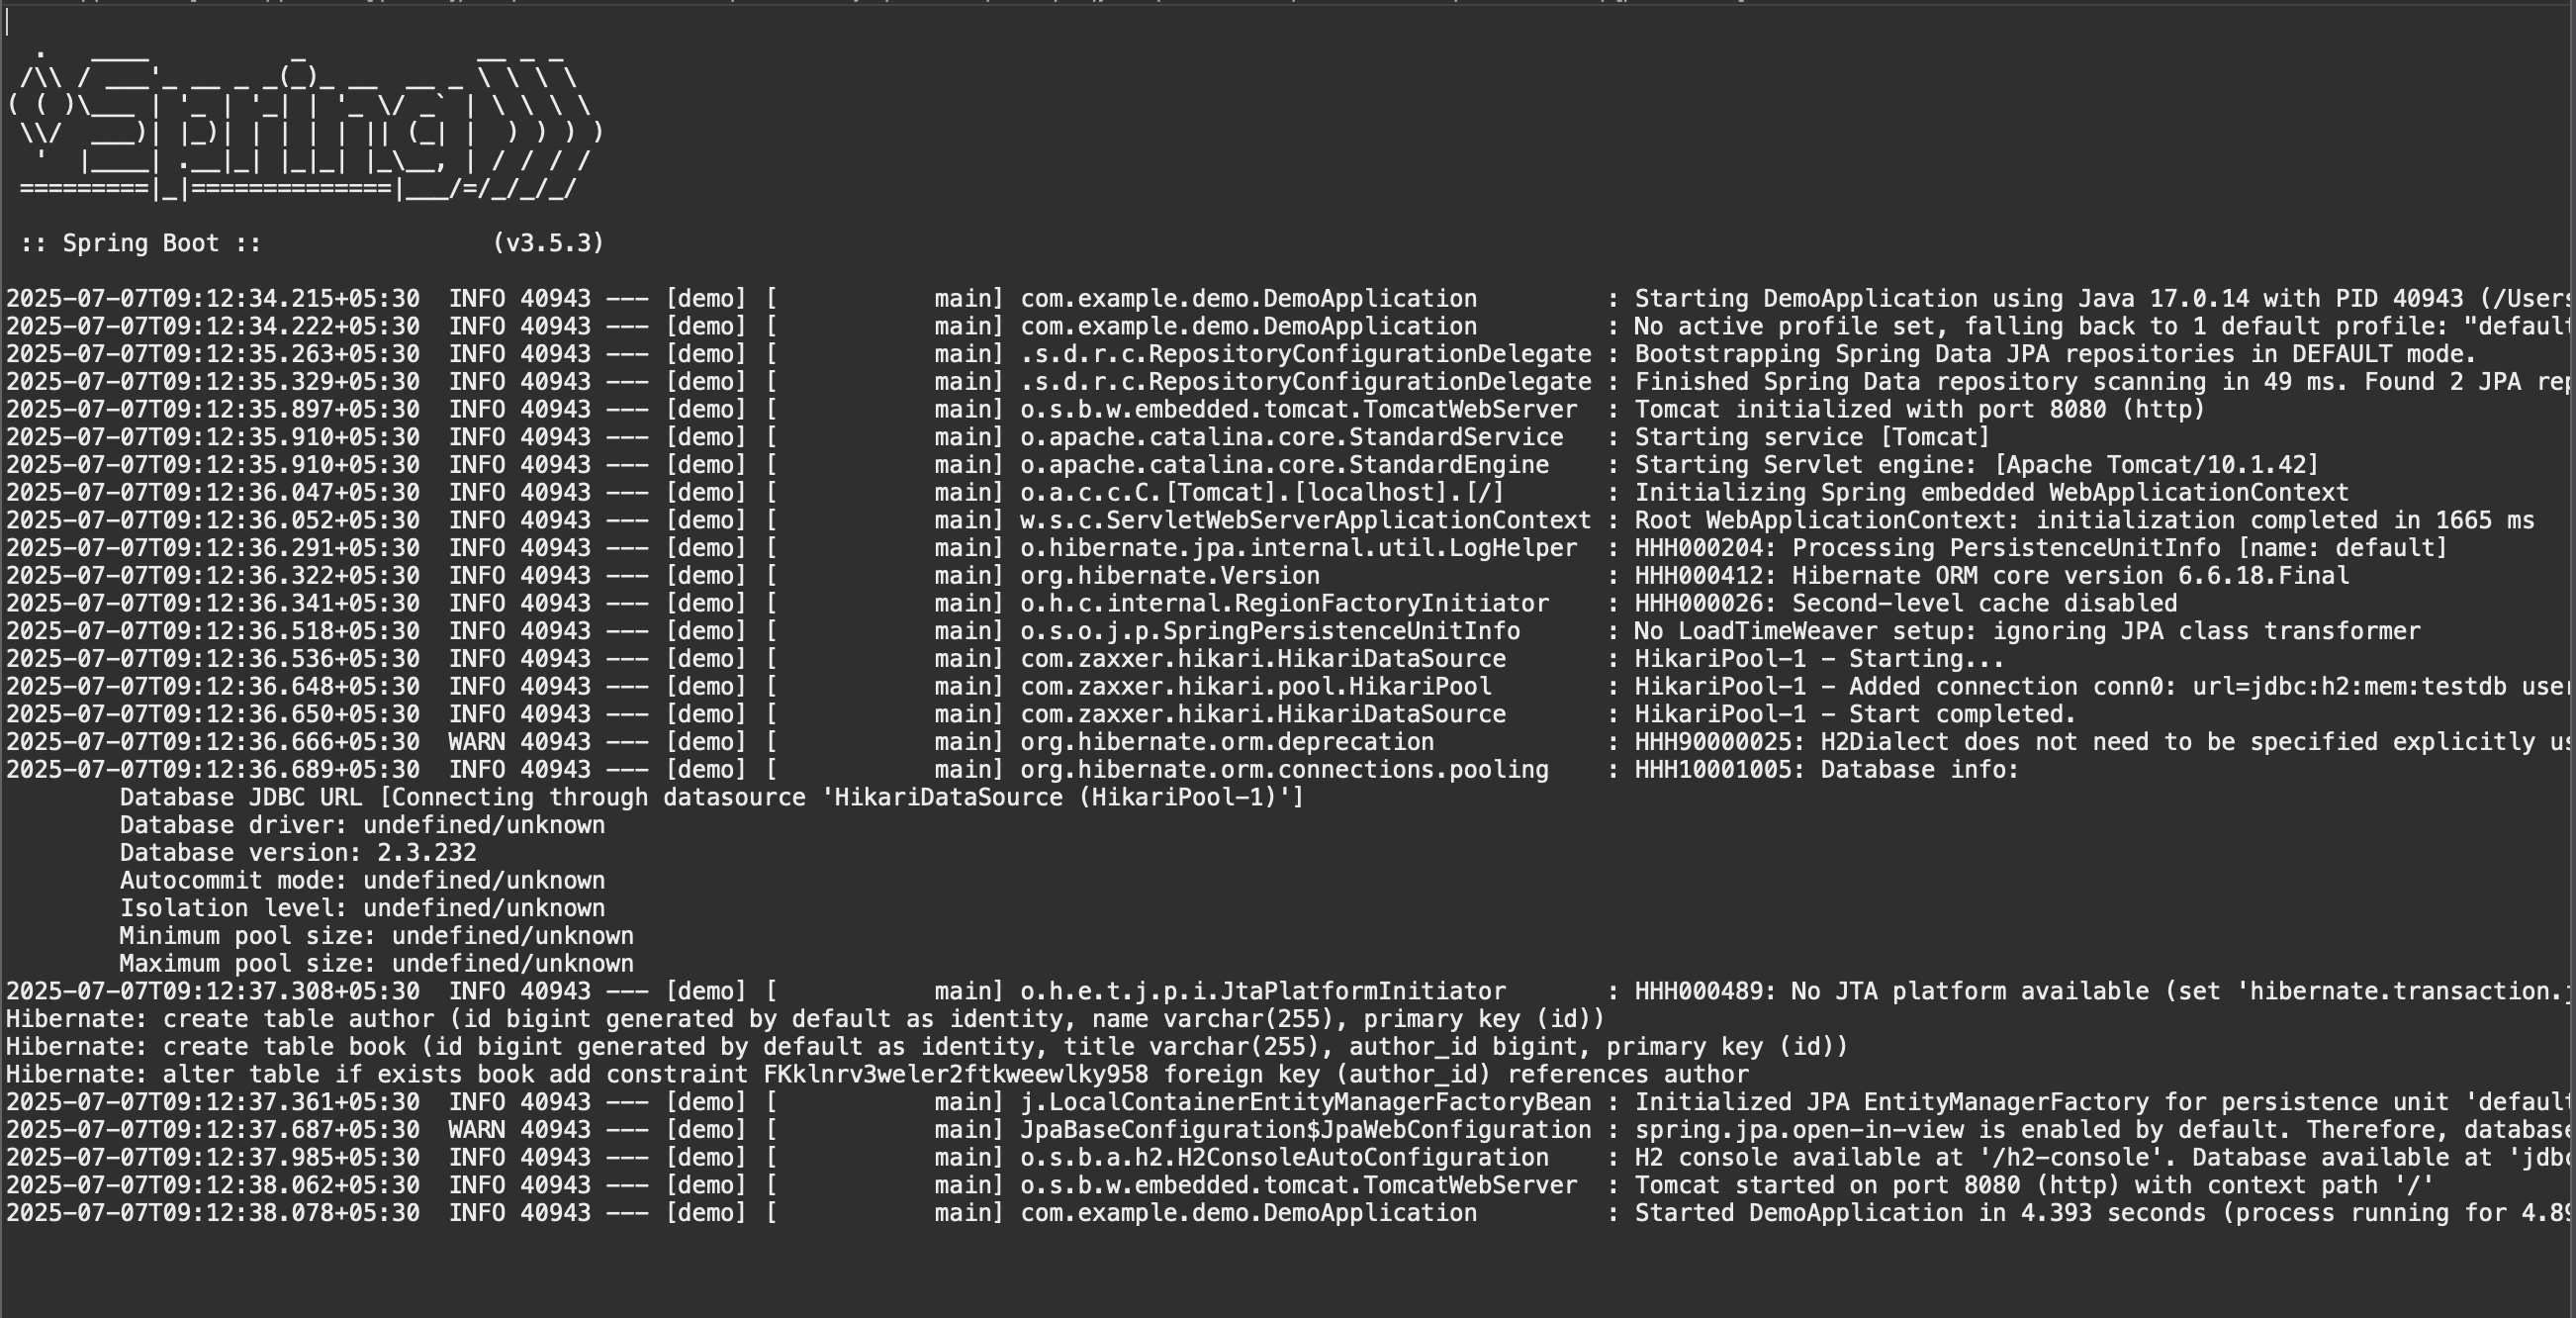 .   ____          _            __ _ _
 /\\ / ___'_ __ _ _(_)_ __  __ _ \ \ \ \
( ( )\___ | '_ | '_| | '_ \/ _` | \ \ \ \
 \\/  ___)| |_)| | | | | || (_| |  ) ) ) )
  '  |____| .__|_| |_|_| |_\__, | / / / /
 =========|_|==============|___/=/_/_/_/
 :: Spring Boot ::                (v3.5.3)
2025-07-07T09:12:34.215+05:30  INFO 40943 --- [demo] [           main] com.example.demo.DemoApplication         : Starting DemoApplication using Java 17.0.14 with PID 40943 (/Users
2025-07-07T09:12:34.222+05:30  INFO 40943 --- [demo] [           main] com.example.demo.DemoApplication         : No active profile set, falling back to 1 default profile: "default
2025-07-07T09:12:35.263+05:30  INFO 40943 --- [demo] [           main] .s.d.r.c.RepositoryConfigurationDelegate : Bootstrapping Spring Data JPA repositories in DEFAULT mode.
2025-07-07T09:12:35.329+05:30  INFO 40943 --- [demo] [           main] .s.d.r.c.RepositoryConfigurationDelegate : Finished Spring Data repository scanning in 49 ms. Found 2 JPA rep
2025-07-07T09:12:35.897+05:30  INFO 40943 --- [demo] [           main] o.s.b.w.embedded.tomcat.TomcatWebServer  : Tomcat initialized with port 8080 (http)
2025-07-07T09:12:35.910+05:30  INFO 40943 --- [demo] [           main] o.apache.catalina.core.StandardService   : Starting service [Tomcat]
2025-07-07T09:12:35.910+05:30  INFO 40943 --- [demo] [           main] o.apache.catalina.core.StandardEngine    : Starting Servlet engine: [Apache Tomcat/10.1.42]
2025-07-07T09:12:36.047+05:30  INFO 40943 --- [demo] [           main] o.a.c.c.C.[Tomcat].[localhost].[/]       : Initializing Spring embedded WebApplicationContext
2025-07-07T09:12:36.052+05:30  INFO 40943 --- [demo] [           main] w.s.c.ServletWebServerApplicationContext : Root WebApplicationContext: initialization completed in 1665 ms
2025-07-07T09:12:36.291+05:30  INFO 40943 --- [demo] [           main] o.hibernate.jpa.internal.util.LogHelper  : HHH000204: Processing PersistenceUnitInfo [name: default]
2025-07-07T09:12:36.322+05:30  INFO 40943 --- [demo] [           main] org.hibernate.Version                    : HHH000412: Hibernate ORM core version 6.6.18.Final
2025-07-07T09:12:36.341+05:30  INFO 40943 --- [demo] [           main] o.h.c.internal.RegionFactoryInitiator    : HHH000026: Second-level cache disabled
2025-07-07T09:12:36.518+05:30  INFO 40943 --- [demo] [           main] o.s.o.j.p.SpringPersistenceUnitInfo      : No LoadTimeWeaver setup: ignoring JPA class transformer
2025-07-07T09:12:36.536+05:30  INFO 40943 --- [demo] [           main] com.zaxxer.hikari.HikariDataSource       : HikariPool-1 - Starting...
2025-07-07T09:12:36.648+05:30  INFO 40943 --- [demo] [           main] com.zaxxer.hikari.pool.HikariPool        : HikariPool-1 - Added connection conn0: url=jdbc:h2:mem:testdb user
2025-07-07T09:12:36.650+05:30  INFO 40943 --- [demo] [           main] com.zaxxer.hikari.HikariDataSource       : HikariPool-1 - Start completed.
2025-07-07T09:12:36.666+05:30  WARN 40943 --- [demo] [           main] org.hibernate.orm.deprecation            : HHH90000025: H2Dialect does not need to be specified explicitly us
2025-07-07T09:12:36.689+05:30  INFO 40943 --- [demo] [           main] org.hibernate.orm.connections.pooling    : HHH10001005: Database info:
	Database JDBC URL [Connecting through datasource 'HikariDataSource (HikariPool-1)']
	Database driver: undefined/unknown
	Database version: 2.3.232
	Autocommit mode: undefined/unknown
	Isolation level: undefined/unknown
	Minimum pool size: undefined/unknown
	Maximum pool size: undefined/unknown
2025-07-07T09:12:37.308+05:30  INFO 40943 --- [demo] [           main] o.h.e.t.j.p.i.JtaPlatformInitiator       : HHH000489: No JTA platform available (set 'hibernate.transaction.
Hibernate: create table author (id bigint generated by default as identity, name varchar(255), primary key (id))
Hibernate: create table book (id bigint generated by default as identity, title varchar(255), author_id bigint, primary key (id))
Hibernate: alter table if exists book add constraint FKklnrv3weler2ftkweewlky958 foreign key (author_id) references author
2025-07-07T09:12:37.361+05:30  INFO 40943 --- [demo] [           main] j.LocalContainerEntityManagerFactoryBean : Initialized JPA EntityManagerFactory for persistence unit 'default
2025-07-07T09:12:37.687+05:30  WARN 40943 --- [demo] [           main] JpaBaseConfiguration$JpaWebConfiguration : spring.jpa.open-in-view is enabled by default. Therefore, database
2025-07-07T09:12:37.985+05:30  INFO 40943 --- [demo] [           main] o.s.b.a.h2.H2ConsoleAutoConfiguration    : H2 console available at '/h2-console'. Database available at 'jdbc
2025-07-07T09:12:38.062+05:30  INFO 40943 --- [demo] [           main] o.s.b.w.embedded.tomcat.TomcatWebServer  : Tomcat started on port 8080 (http) with context path '/'
2025-07-07T09:12:38.078+05:30  INFO 40943 --- [demo] [           main] com.example.demo.DemoApplication         : Started DemoApplication in 4.393 seconds (process running for 4.89